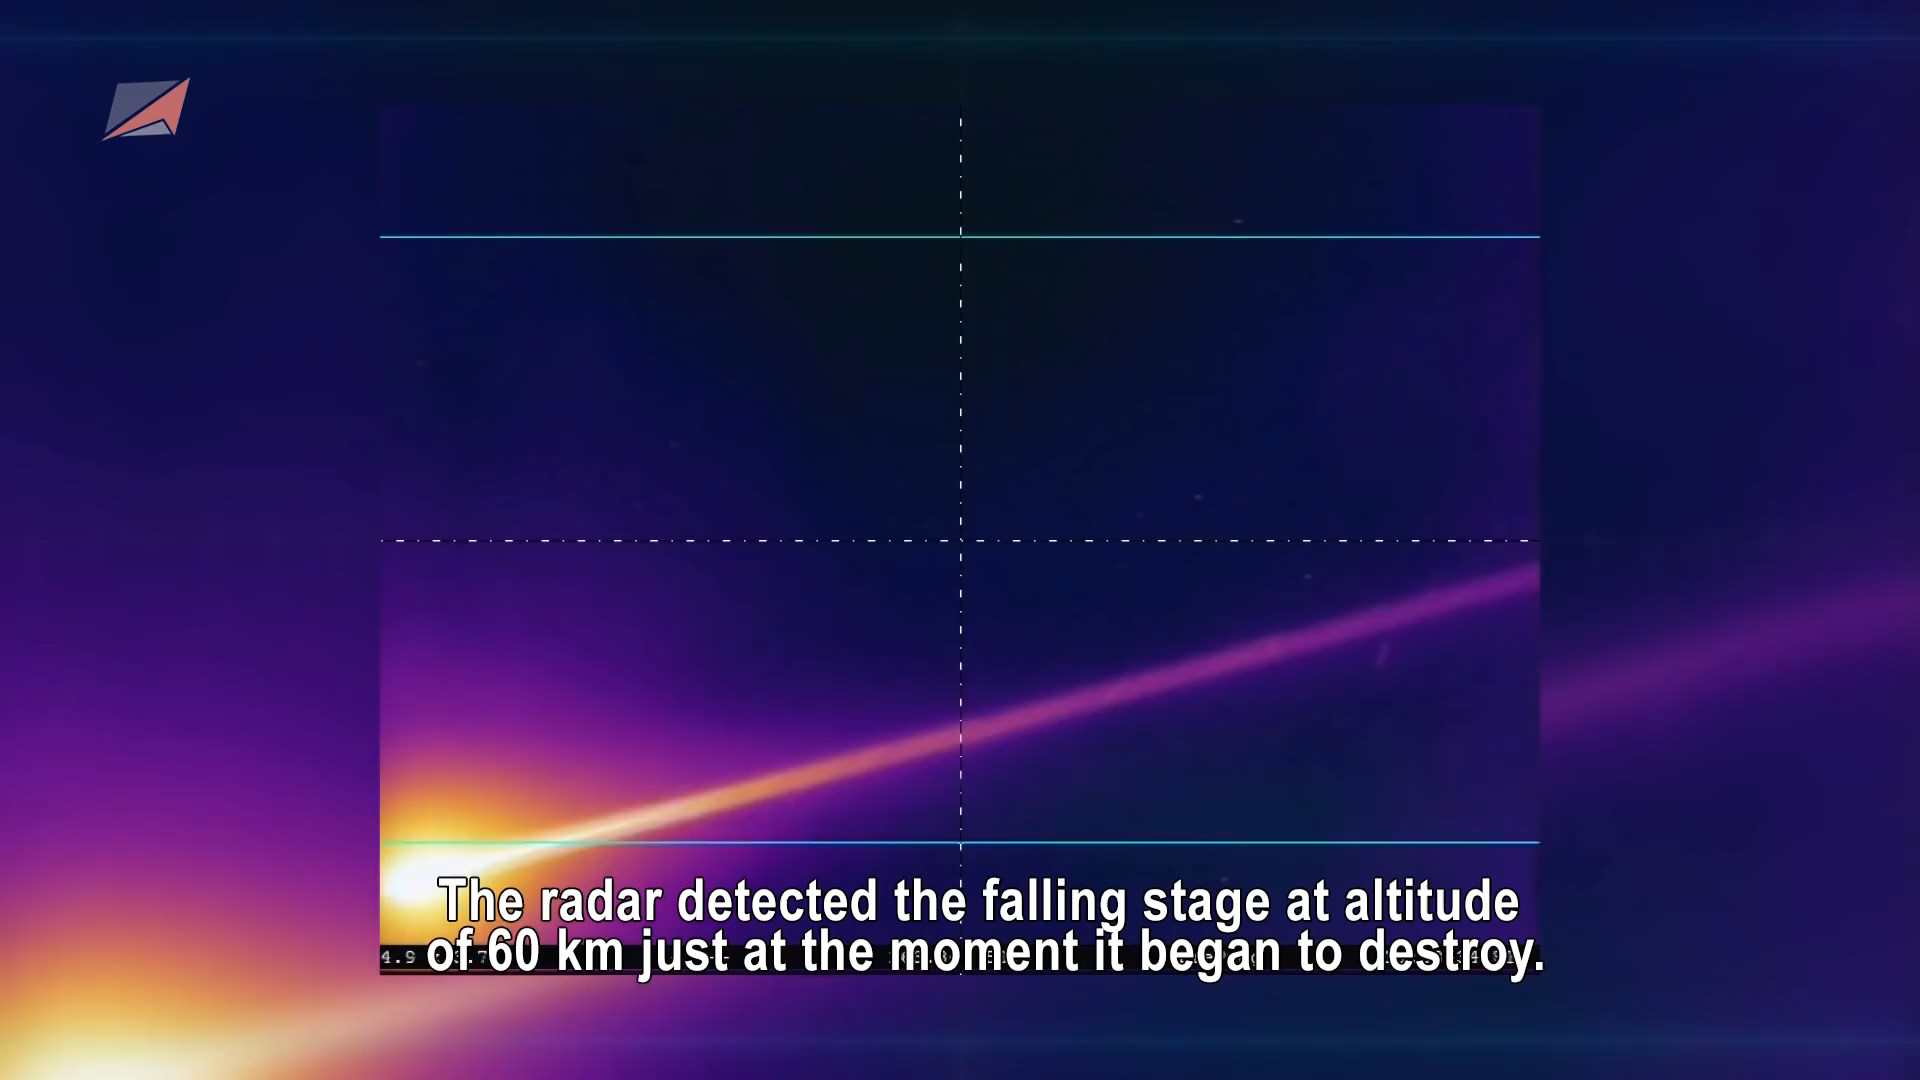 The radar detected the falling stage at altitude
of 60 km just at the moment it began to destroy.